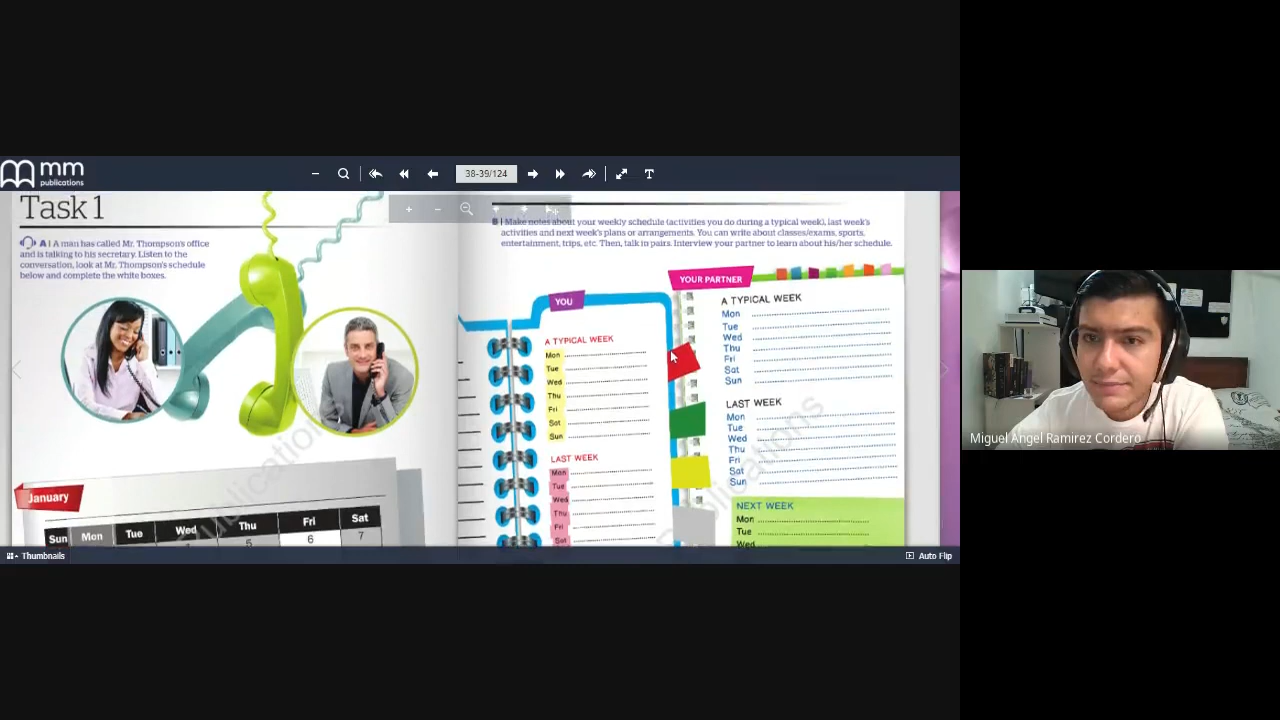 mm
publications
38-39/124
T
Task 1
A | A man has called Mr. Thompson's office
and is talking to his secretary. Listen to the
conversation, look at Mr. Thompson's schedule
below and complete the white boxes.
January
Sun Mon Tue Wed Thu Fri Sat
5 6 7
B | Make notes about your weekly schedule (activities you do during a typical week), last week's
activities and next week's plans or arrangements. You can write about classes/exams, sports,
entertainment, trips, etc. Then, talk in pairs. Interview your partner to learn about his/her schedule.
YOU
A TYPICAL WEEK
Mon
Tue
Wed
Thu
Fri
Sat
Sun
LAST WEEK
Mon
Tue
Wed
Thu
Fri
Sat
YOUR PARTNER
A TYPICAL WEEK
Mon
Tue
Wed
Thu
Fri
Sat
Sun
LAST WEEK
Mon
Tue
Wed
Thu
Fri
Sat
Sun
NEXT WEEK
Mon
Tue
Wed
Thumbnails
Auto Flip
Miguel Angel Ramirez Cordero